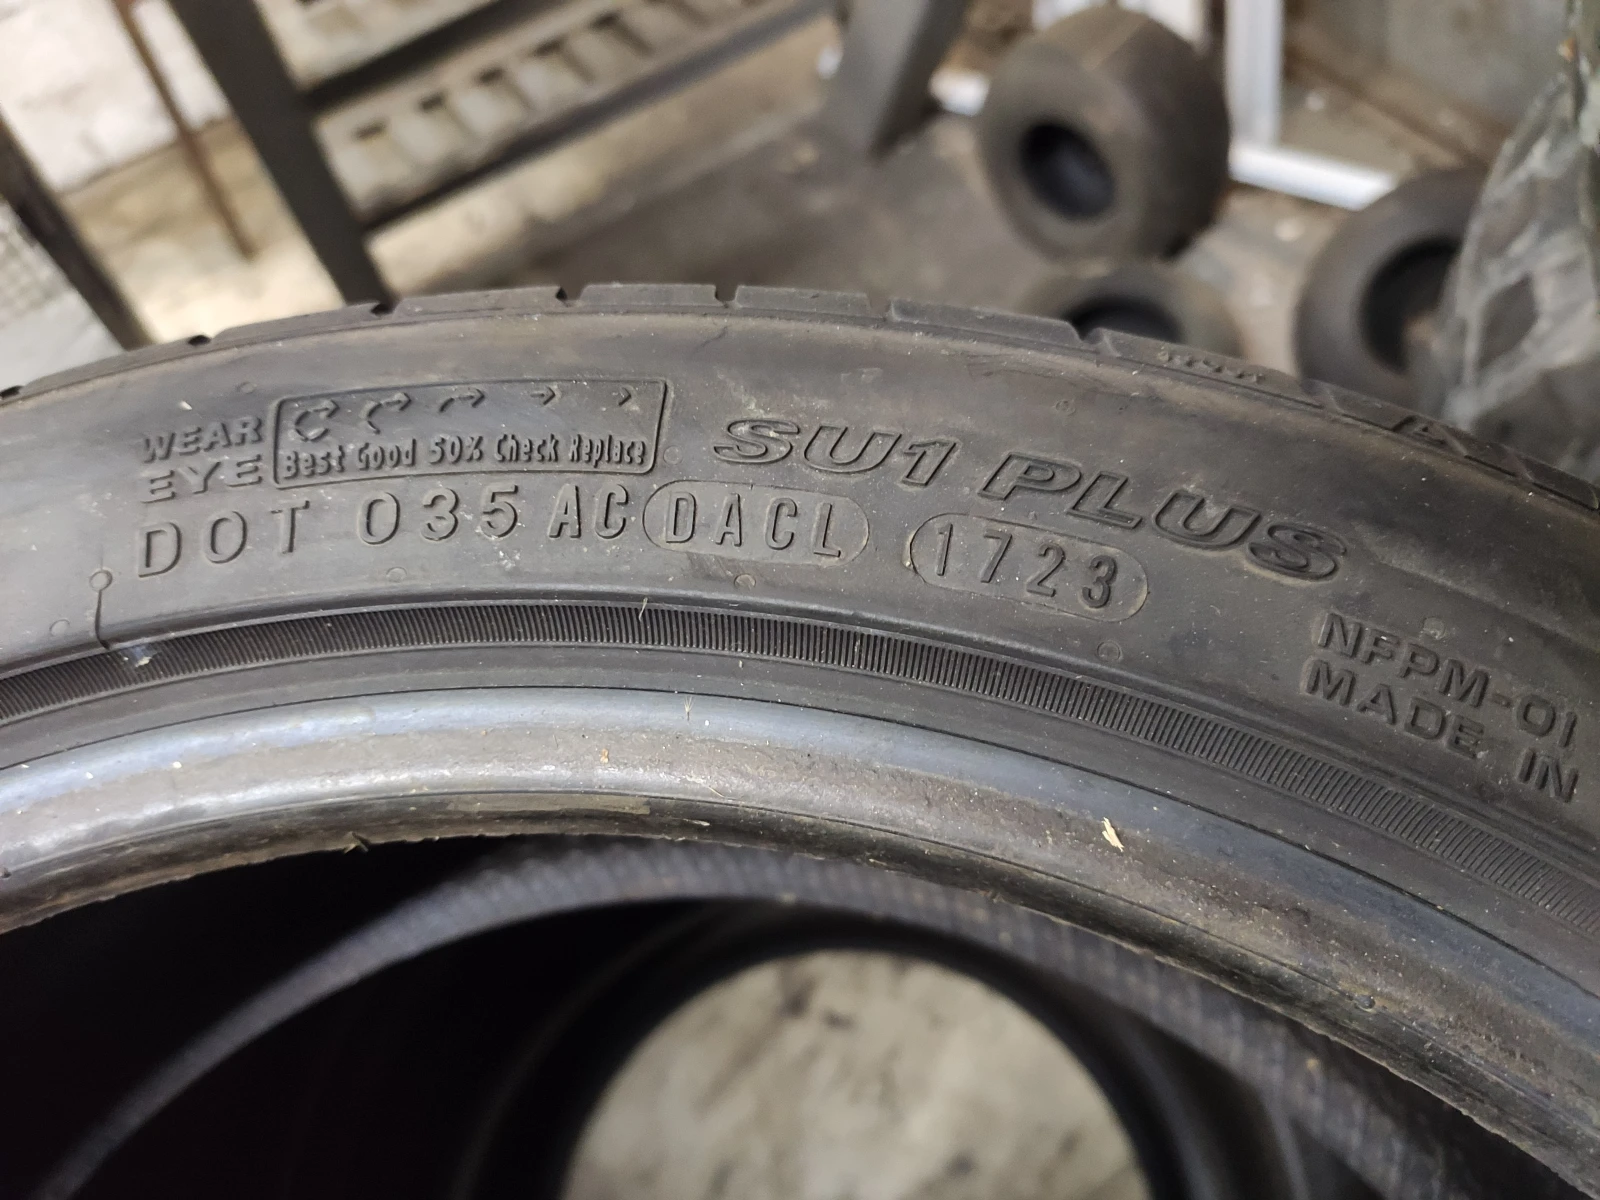 WEAR
EYE
Best Good 50% Check Replace
SU1 PLUS
DOT 035 AC DACL 1723
NFPM-01
MADE IN